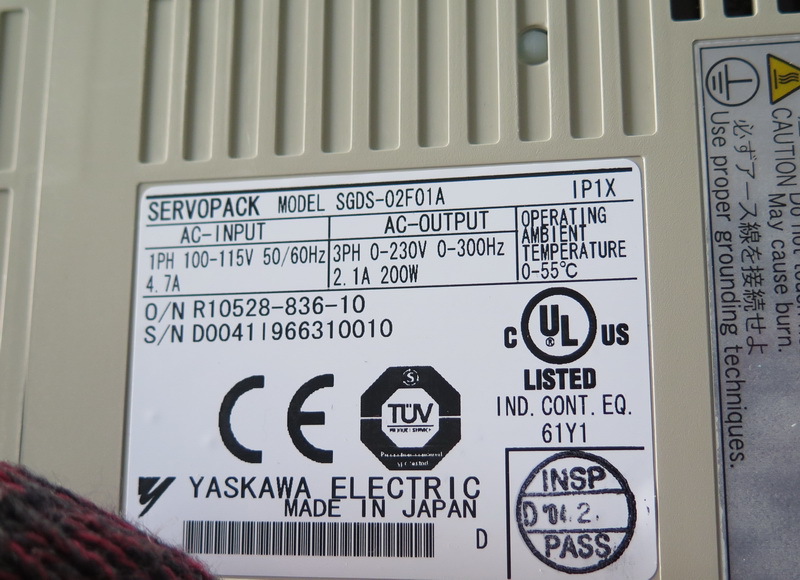 SERVOPACK MODEL SGDS-02F01A IP1X
AC-INPUT
1PH 100-115V 50/60Hz
4.7A
AC-OUTPUT
3PH 0-230V 0-300Hz
2.1A 200W
OPERATING
AMBIENT
TEMPERATURE
0-55℃
O/N R10528-836-10
S/N D0041I966310010
CE
TÜV
C UL US
®
LISTED
IND. CONT. EQ.
61Y1
YASKAWA ELECTRIC
MADE IN JAPAN
D
INSP
PASS
CAUTION Do not
May cause burn.
必ずアース線を接続せよ
Use proper grounding techniques.